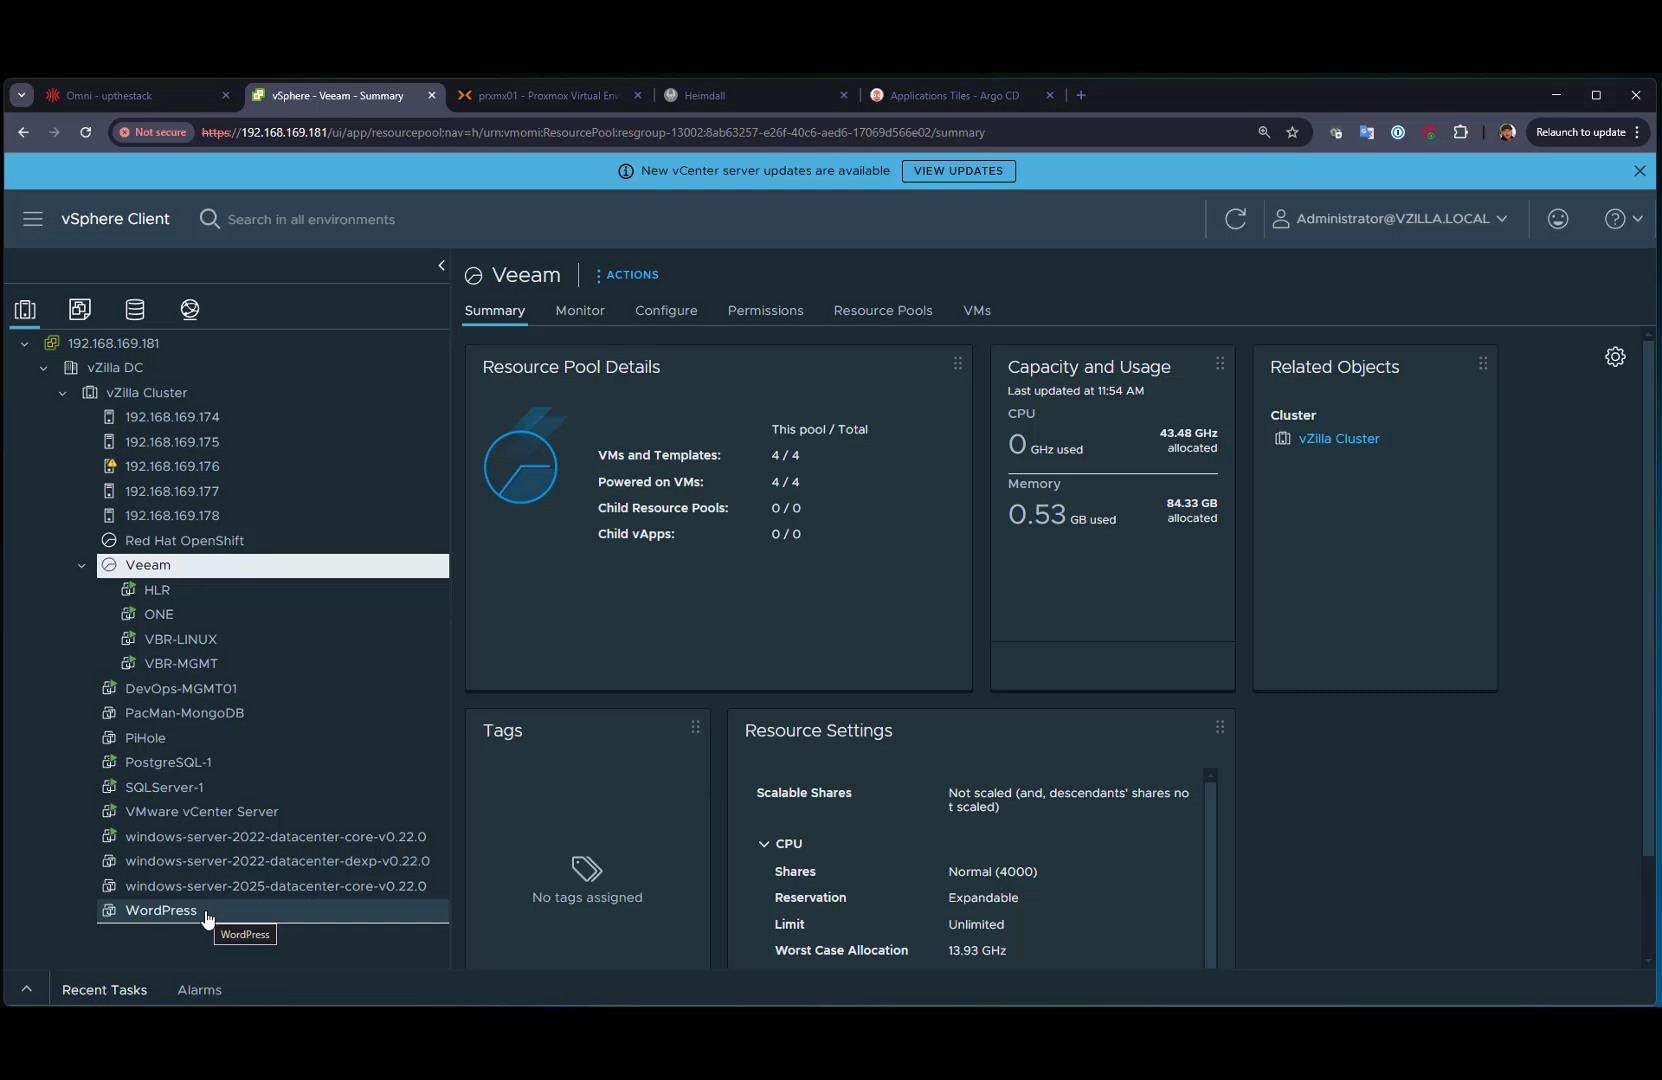 Omni - upthestack
vSphere - Veeam - Summary
prxmx01 - Proxmox Virtual Env
Heimdall
Applications Tiles - Argo CD
Not secure
https://192.168.169.181/ui/app/resourcepool;nav=h/urn:vmomi:ResourcePool:resgroup-13002:8ab63257-e26f-40c6-aed6-17069d566e02/summary
Relaunch to update
New vCenter server updates are available
VIEW UPDATES
vSphere Client
Search in all environments
Administrator@VZILLA.LOCAL
192.168.169.181
vZilla DC
vZilla Cluster
192.168.169.174
192.168.169.175
192.168.169.176
192.168.169.177
192.168.169.178
Red Hat OpenShift
Veeam
HLR
ONE
VBR-LINUX
VBR-MGMT
DevOps-MGMT01
PacMan-MongoDB
PiHole
PostgreSQL-1
SQLServer-1
VMware vCenter Server
windows-server-2022-datacenter-core-v0.22.0
windows-server-2022-datacenter-dexp-v0.22.0
windows-server-2025-datacenter-core-v0.22.0
WordPress
WordPress
Veeam
ACTIONS
Summary
Monitor
Configure
Permissions
Resource Pools
VMs
Resource Pool Details
This pool / Total
VMs and Templates: 4 / 4
Powered on VMs: 4 / 4
Child Resource Pools: 0 / 0
Child vApps: 0 / 0
Capacity and Usage
Last updated at 11:54 AM
CPU
0 GHz used
43.48 GHz
allocated
Memory
0.53 GB used
84.33 GB
allocated
Related Objects
Cluster
vZilla Cluster
Tags
No tags assigned
Resource Settings
Scalable Shares
Not scaled (and, descendants' shares no
t scaled)
CPU
Shares Normal (4000)
Reservation Expandable
Limit Unlimited
Worst Case Allocation 13.93 GHz
Recent Tasks
Alarms